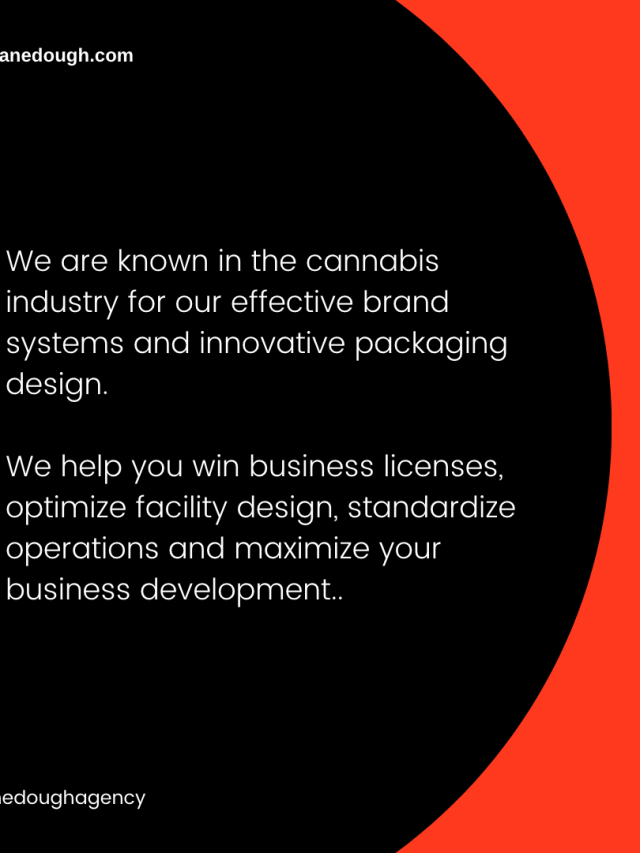 anedough.com
We are known in the cannabis
industry for our effective brand
systems and innovative packaging
design.
We help you win business licenses,
optimize facility design, standardize
operations and maximize your
business development..
nedoughagency